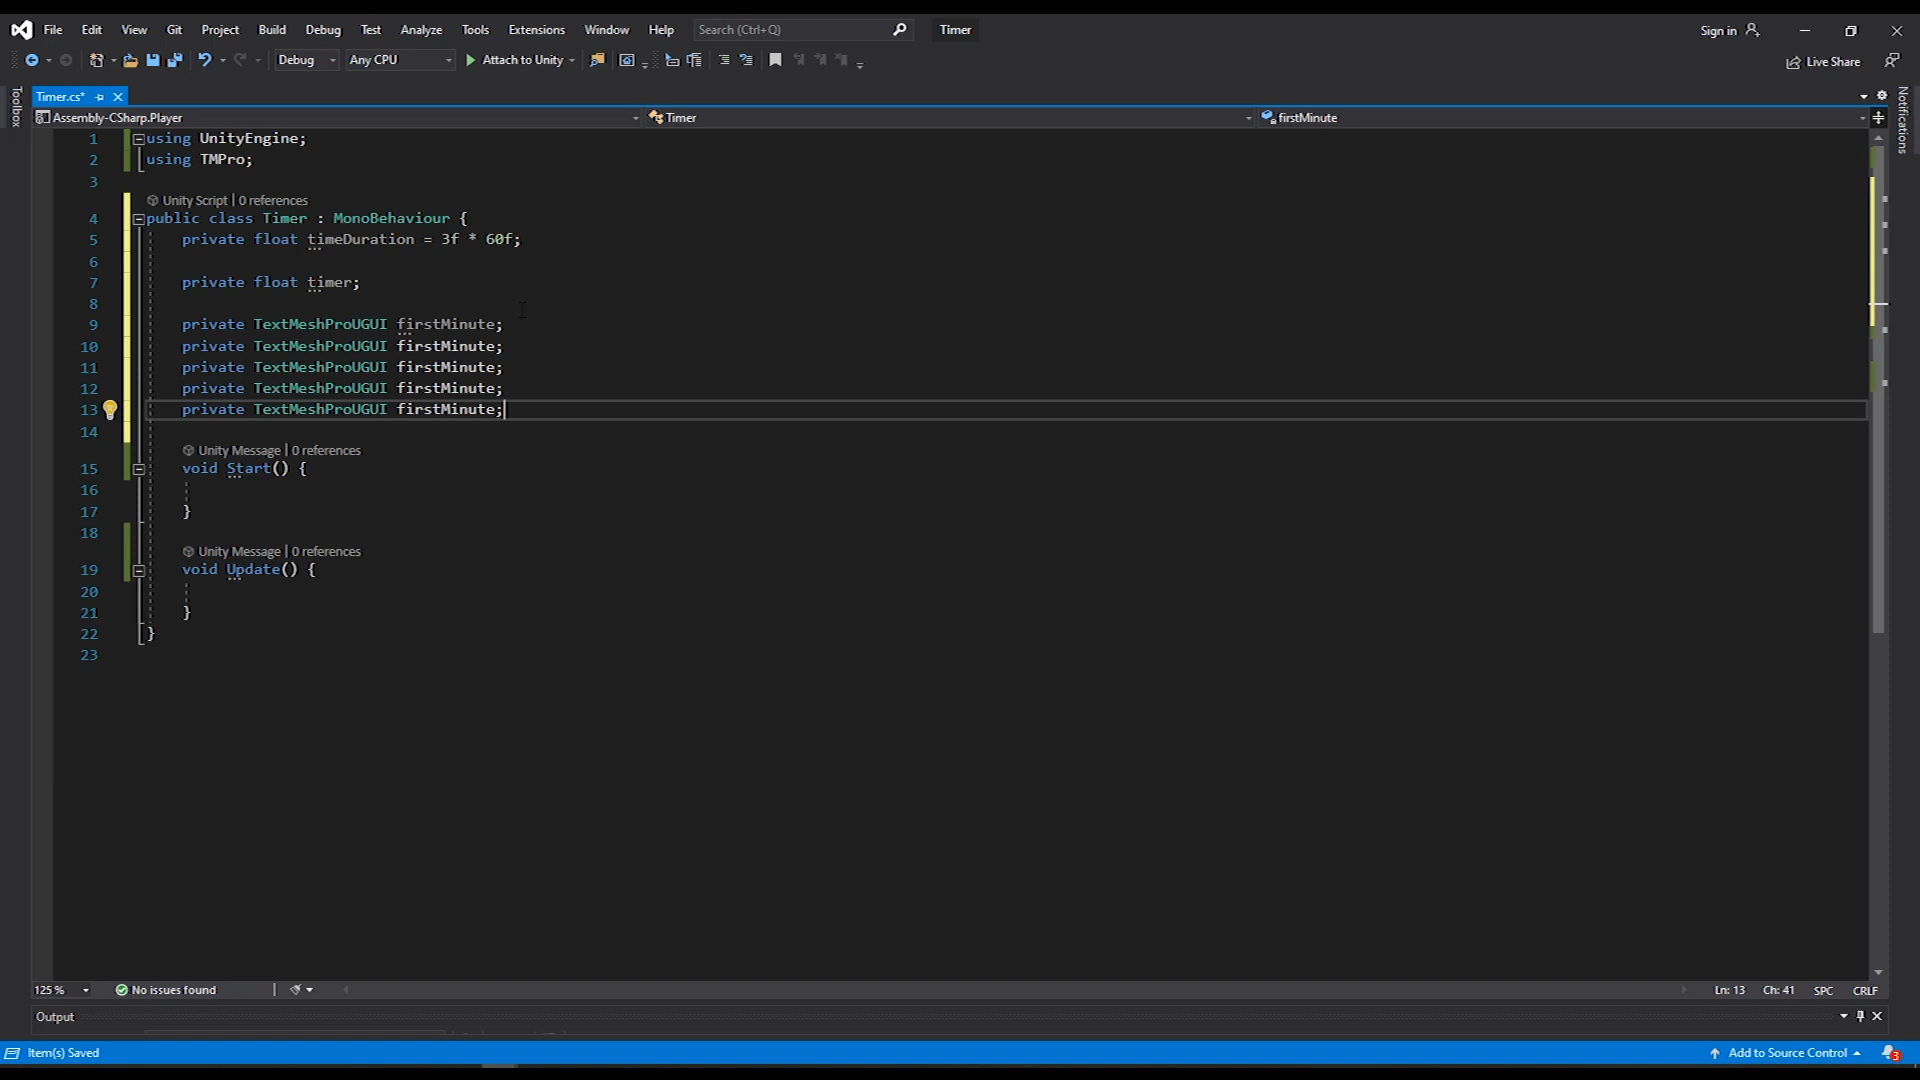 File Edit View Git Project Build Debug Test Analyze Tools Extensions Window Help Search (Ctrl+Q) Timer Sign in
Debug Any CPU Attach to Unity Live Share
Toolbox
Timer.cs*
Notifications
Assembly-CSharp.Player Timer firstMinute
1 using UnityEngine;
2 using TMPro;
3
Unity Script | 0 references
4 public class Timer : MonoBehaviour {
5 private float timeDuration = 3f * 60f;
6
7 private float timer;
8
9 private TextMeshProUGUI firstMinute;
10 private TextMeshProUGUI firstMinute;
11 private TextMeshProUGUI firstMinute;
12 private TextMeshProUGUI firstMinute;
13 private TextMeshProUGUI firstMinute;
14
Unity Message | 0 references
15 void Start() {
16
17 }
18
Unity Message | 0 references
19 void Update() {
20
21 }
22 }
23
125 % No issues found Ln: 13 Ch: 41 SPC CRLF
Output
Item(s) Saved Add to Source Control 3